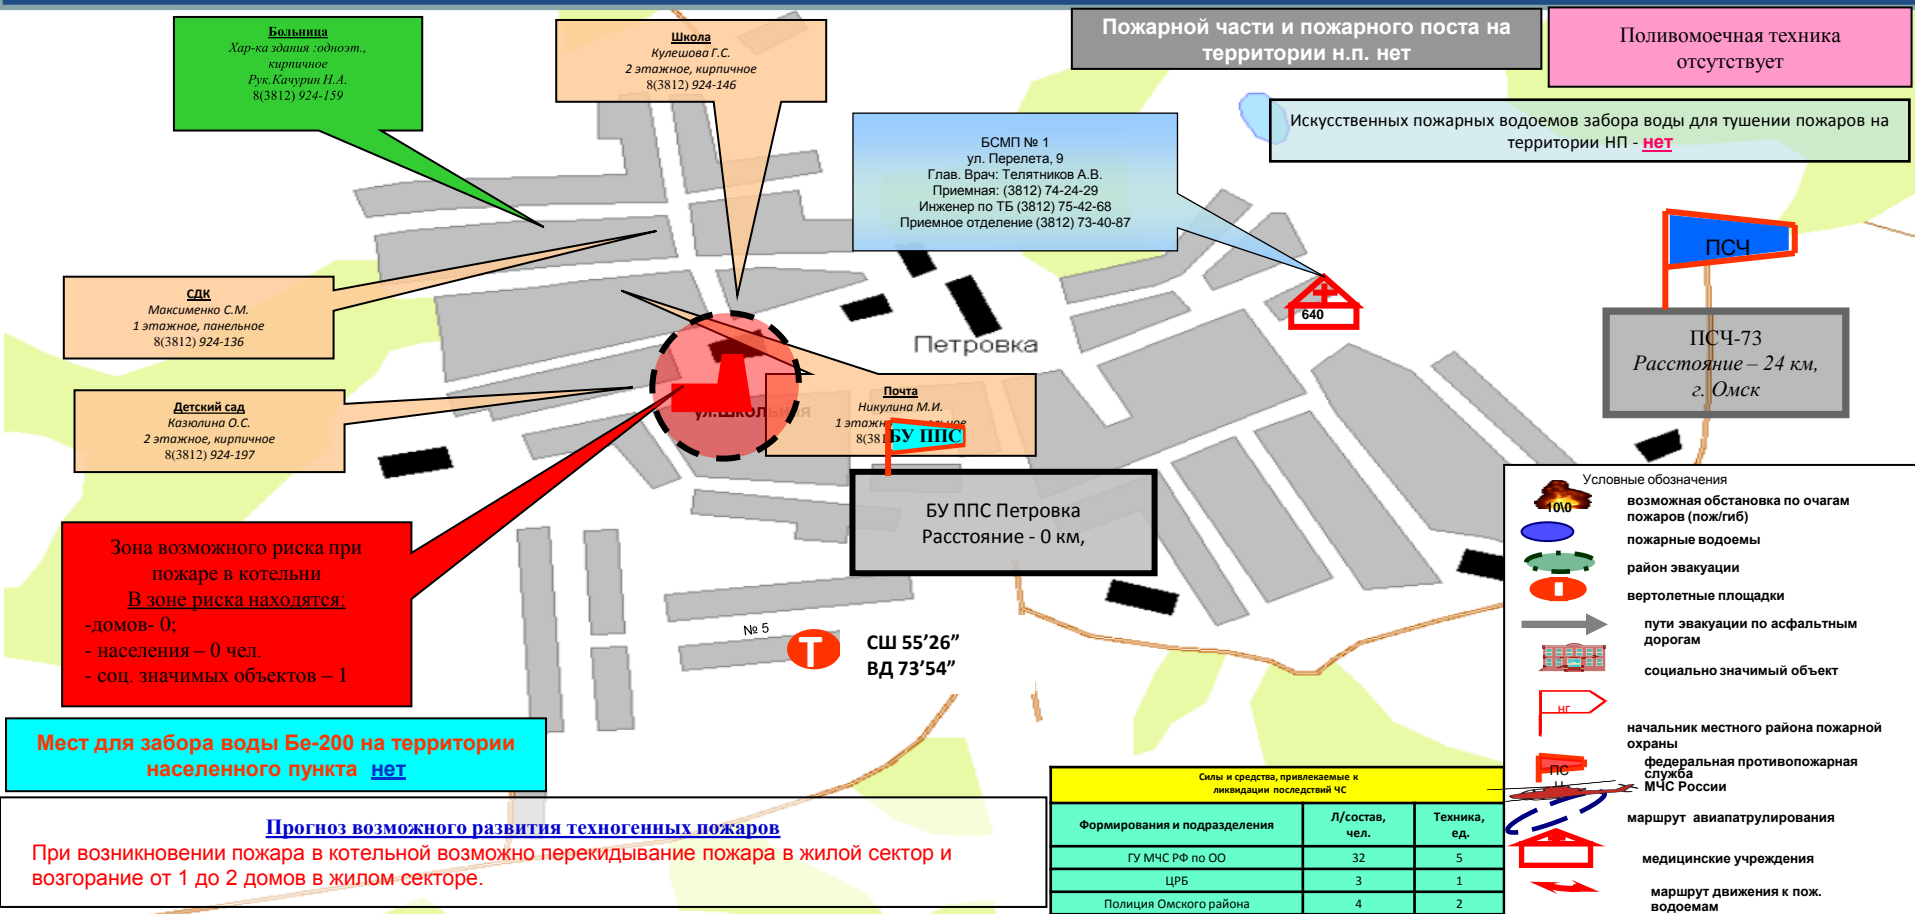 Больница
Хар-ка здания :одноэт.,
кирпичное
Рук.Качурин Н.А.
8(3812) 924-159
Школа
Кулешова Г.С.
2 этажное, кирпичное
8(3812) 924-146
Пожарной части и пожарного поста на
территории н.п. нет
Поливомоечная техника
отсутствует
Искусственных пожарных водоемов забора воды для тушении пожаров на
территории НП - нет
БСМП № 1
ул. Перелета, 9
Глав. Врач: Телятников А.В.
Приемная: (3812) 74-24-29
Инженер по ТБ (3812) 75-42-68
Приемное отделение (3812) 73-40-87
640
ПСЧ
ПСЧ-73
Расстояние – 24 км,
г. Омск
СДК
Максименко С.М.
1 этажное, панельное
8(3812) 924-136
Детский сад
Казюлина О.С.
2 этажное, кирпичное
8(3812) 924-197
Петровка
ул.Школьная
Почта
Никулина М.И.
1 этажн
8(381
БУ ППС
БУ ППС Петровка
Расстояние - 0 км,
Зона возможного риска при
пожаре в котельни
В зоне риска находятся:
-домов- 0;
- населения – 0 чел.
- соц. значимых объектов – 1
№ 5
Т
СШ 55’26”
ВД 73’54”
Мест для забора воды Бе-200 на территории
населенного пункта нет
Прогноз возможного развития техногенных пожаров
При возникновении пожара в котельной возможно перекидывание пожара в жилой сектор и
возгорание от 1 до 2 домов в жилом секторе.
Силы и средства, привлекаемые к
ликвидации последствий ЧС
Формирования и подразделения Л/состав, чел. Техника, ед.
ГУ МЧС РФ по ОО 32 5
ЦРБ 3 1
Полиция Омского района 4 2
Условные обозначения
10\0
возможная обстановка по очагам
пожаров (пож/гиб)
пожарные водоемы
район эвакуации
вертолетные площадки
пути эвакуации по асфальтным
дорогам
социально значимый объект
НГ
начальник местного района пожарной
охраны
ПС
Ч
федеральная противопожарная
служба
МЧС России
маршрут авиапатрулирования
медицинские учреждения
маршрут движения к пож.
водоемам